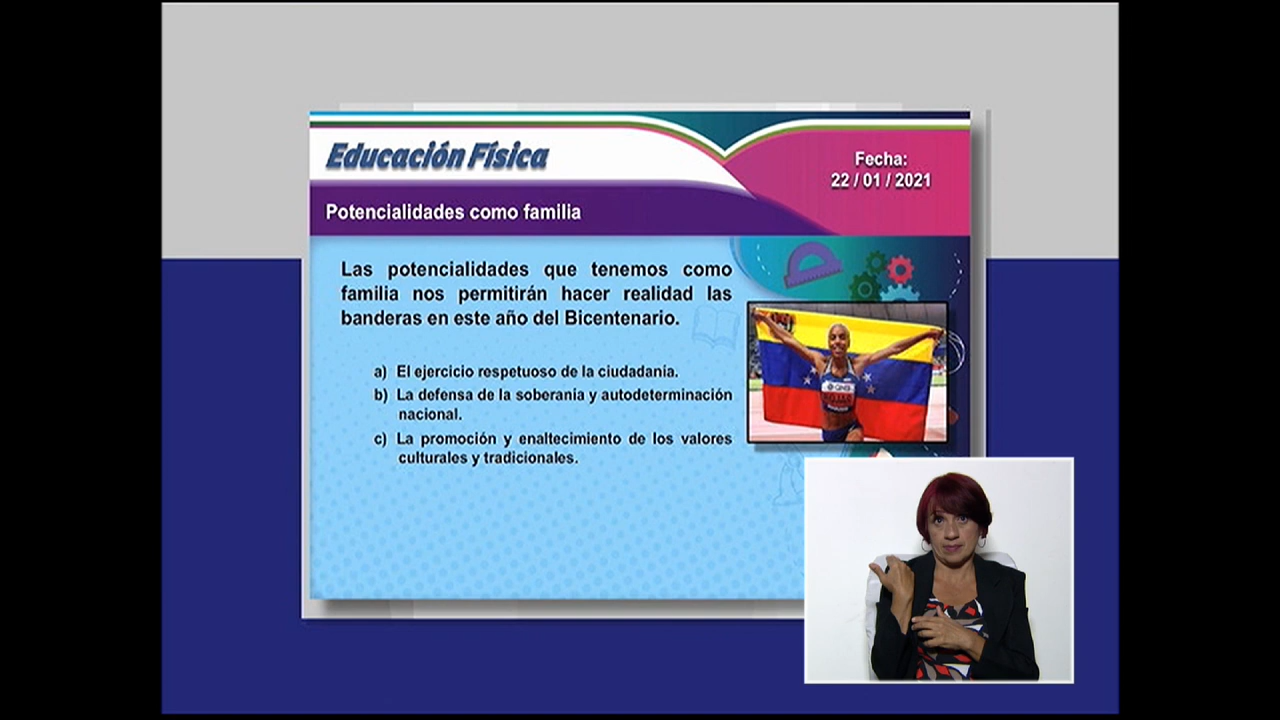 Educación Física
Fecha:
22 / 01 / 2021
Potencialidades como familia
Las potencialidades que tenemos como
familia nos permitirán hacer realidad las
banderas en este año del Bicentenario.
a) El ejercicio respetuoso de la ciudadanía.
b) La defensa de la soberanía y autodeterminación
nacional.
c) La promoción y enaltecimiento de los valores
culturales y tradicionales.
ROJAS